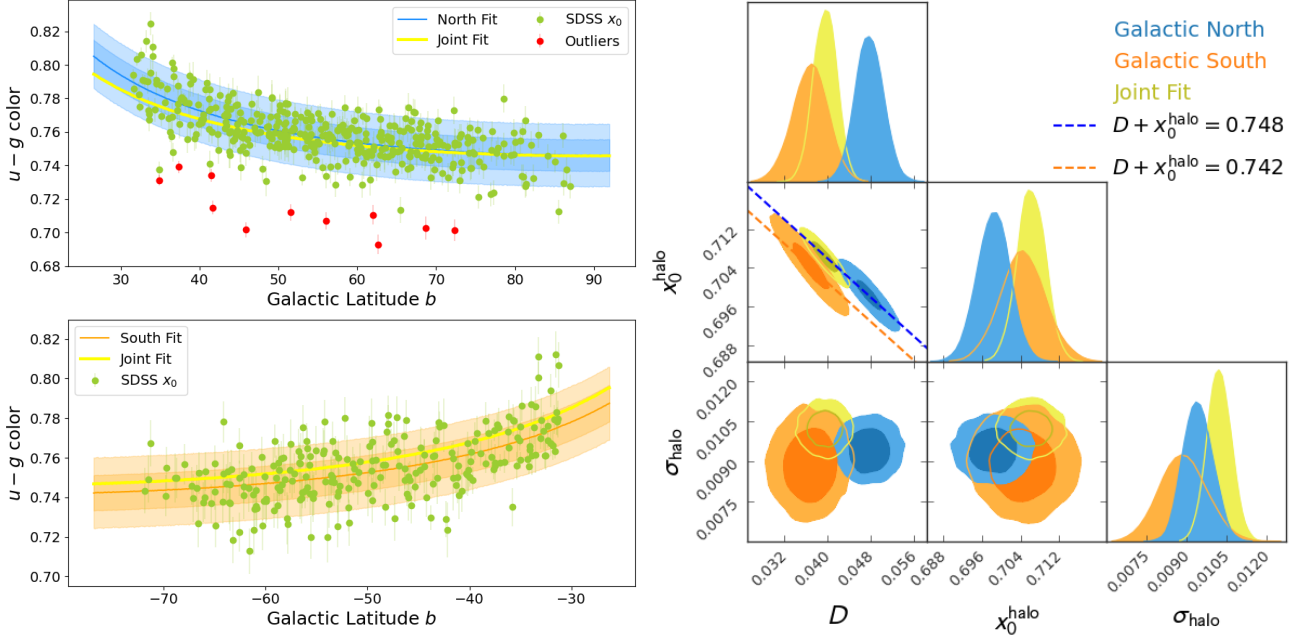 North Fit
Joint Fit
SDSS x₀
Outliers
u − g color
0.82
0.80
0.78
0.76
0.74
0.72
0.70
0.68
30 40 50 60 70 80 90
Galactic Latitude b
South Fit
Joint Fit
SDSS x₀
u − g color
0.82
0.80
0.78
0.76
0.74
0.72
0.70
−70 −60 −50 −40 −30
Galactic Latitude b
Galactic North
Galactic South
Joint Fit
D + x₀ʰᵃˡᵒ = 0.748
D + x₀ʰᵃˡᵒ = 0.742
x₀ʰᵃˡᵒ
0.712
0.704
0.696
0.688
σhalo
0.0120
0.0105
0.0090
0.0075
0.032 0.040 0.048 0.056
D
0.688 0.696 0.704 0.712
x₀ʰᵃˡᵒ
0.0075 0.0090 0.0105 0.0120
σhalo